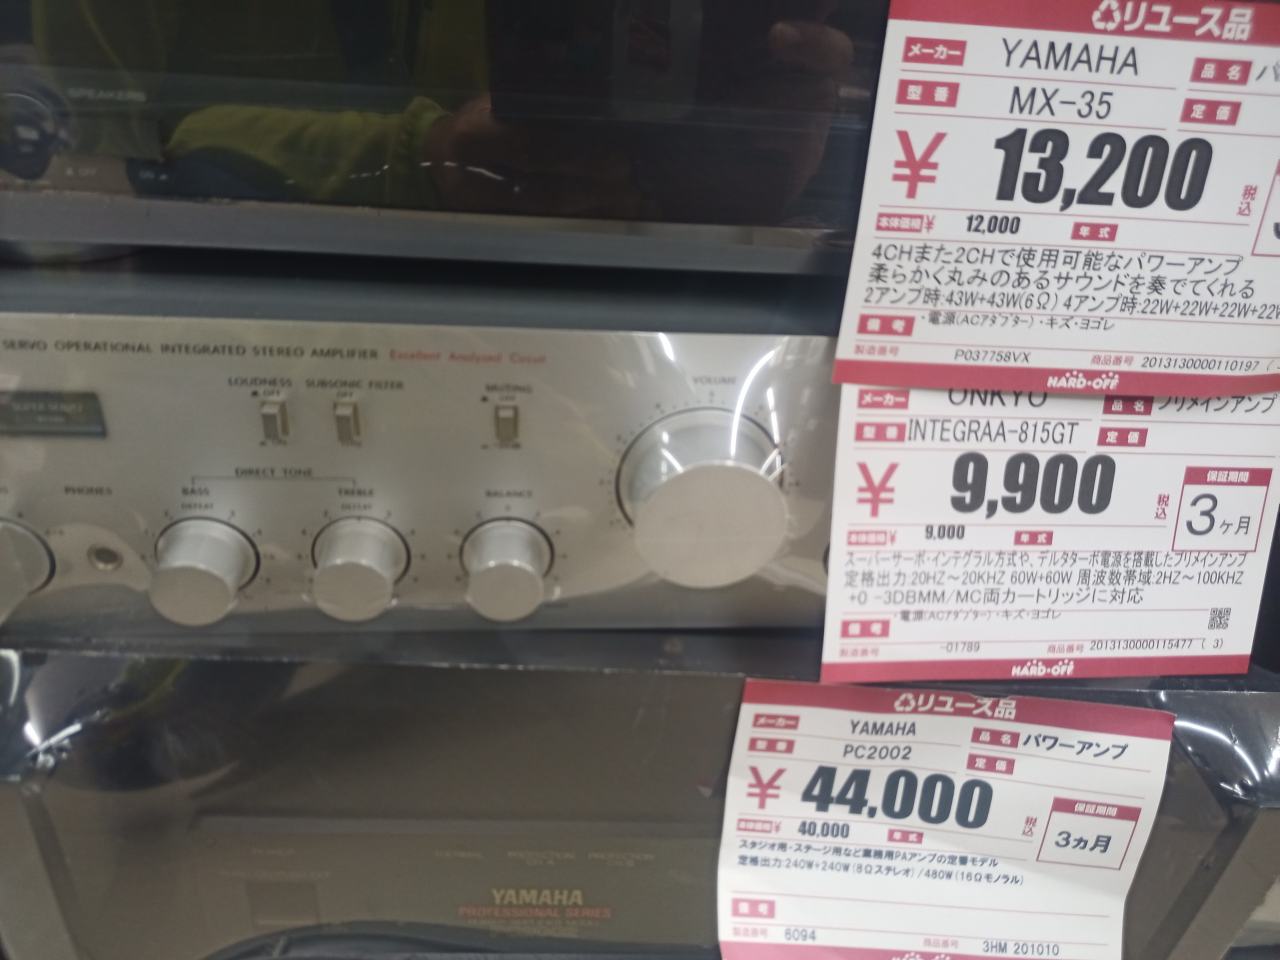 リユース品
メーカー YAMAHA 品名 パ
型番 MX-35 定価
¥13,200 税込
本体価格¥ 12,000 年式
4CHまた2CHで使用可能なパワーアンプ
柔らかく丸みのあるサウンドを奏でてくれる
2アンプ時:43W+43W(6Ω) 4アンプ時:22W+22W+22W+22W
備考 ・電源(ACアダプター)・キズ・ヨゴレ
製造番号 P037758VX 商品番号 2013130000110197
HARD・OFF
メーカー ONKYO 品名 プリメインアンプ
型番 INTEGRAA-815GT 定価
¥9,900 税込
保証期間
3ヶ月
本体価格¥ 9,000 年式
スーパーサーボ・インテグラル方式や、デルタターボ電源を搭載したプリメインアンプ
定格出力:20HZ~20KHZ 60W+60W 周波数帯域:2HZ~100KHZ
+0 -3DBMM/MC両カートリッジに対応
・電源(ACアダプター)・キズ・ヨゴレ
備考
製造番号 -01789 商品番号 2013130000115477 ( 3)
HARD・OFF
リユース品
メーカー YAMAHA 品名 パワーアンプ
型番 PC2002 定価
¥44,000 税込
保証期間
3カ月
本体価格¥ 40,000 年式
スタジオ用・ステージ用など業務用PAアンプの定番モデル
定格出力:240W+240W(8Ωステレオ)/480W(16Ωモノラル)
備考
製造番号 6094 商品番号 3HM 201010
SPEAKERS
OFF
SERVO OPERATIONAL INTEGRATED STEREO AMPLIFIER Excellent Analyzed Circuit
LOUDNESS SUBSONIC FILTER MUTING VOLUME
OFF OFF OFF
SUPER SERVO
DIRECT TONE
PHONES BASS TREBLE BALANCE
DEFEAT DEFEAT
YAMAHA
PROFESSIONAL SERIES